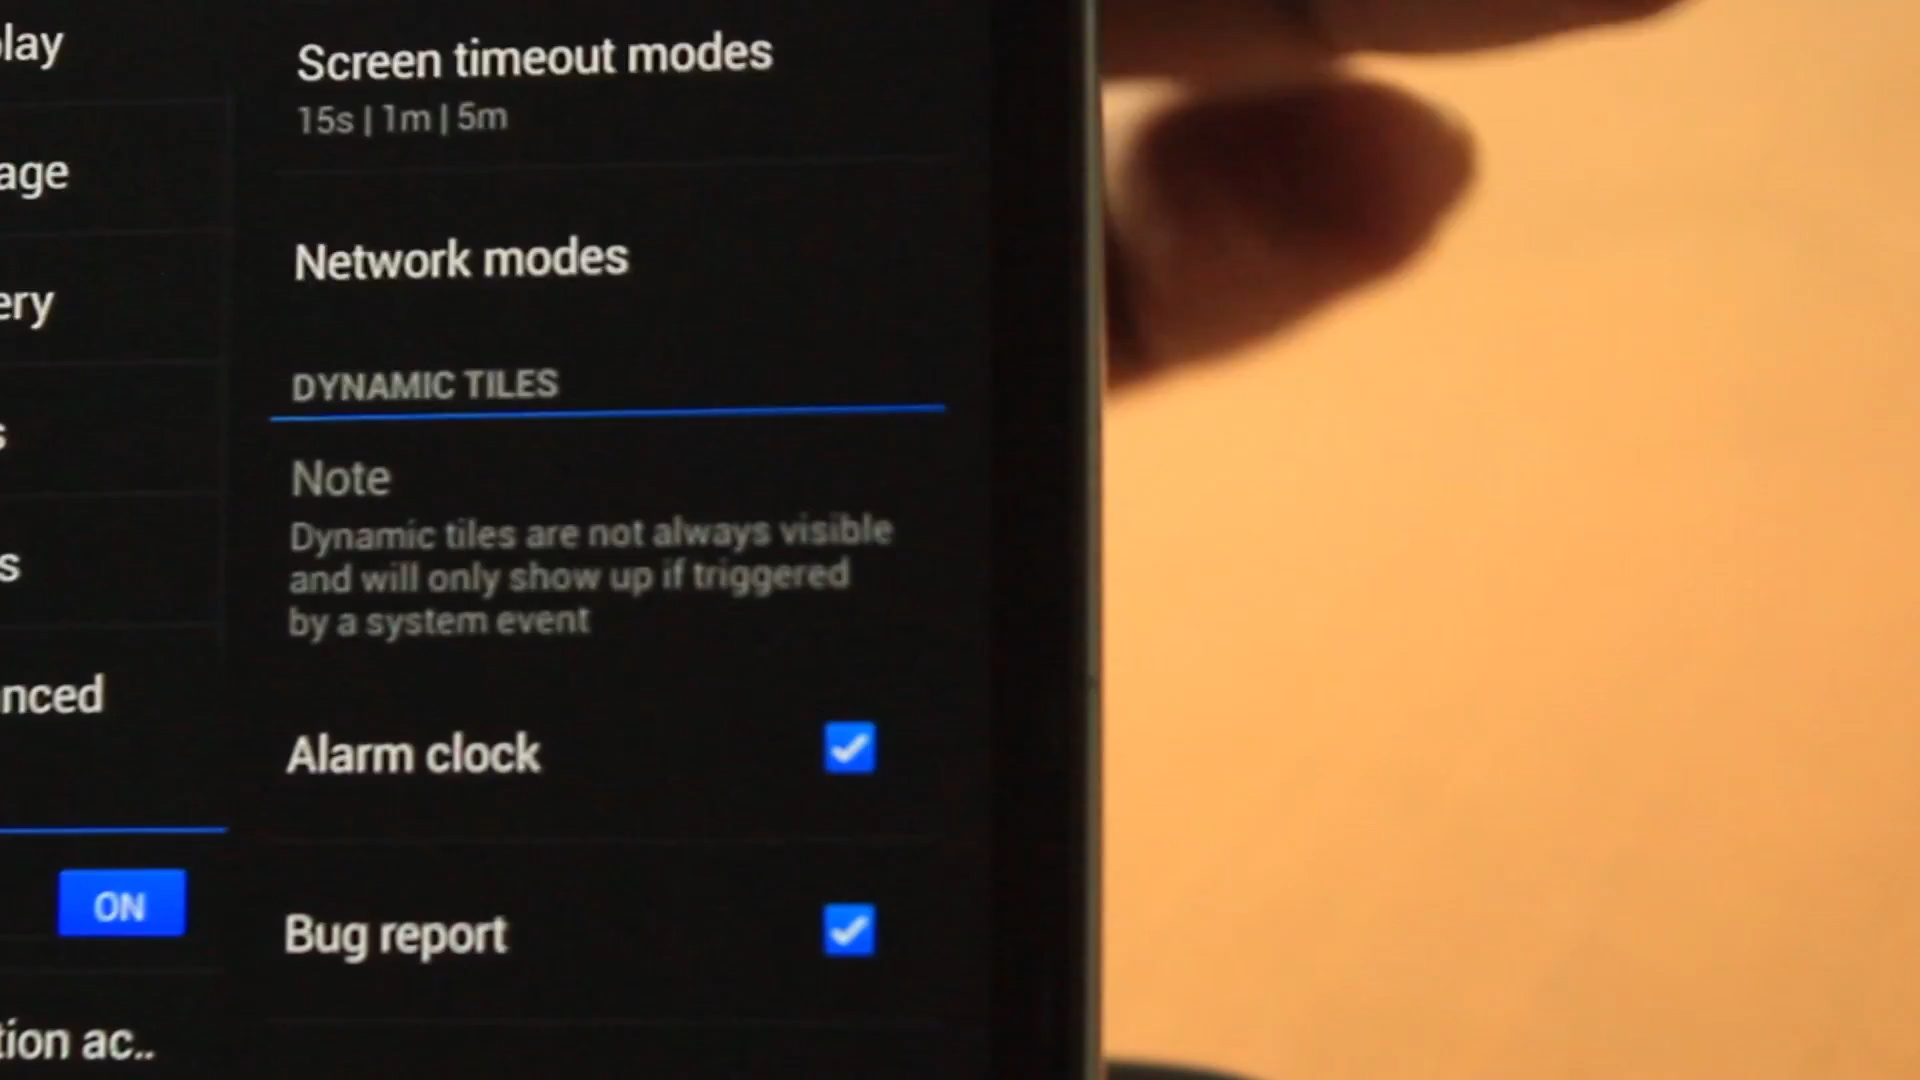 lay
age
ery
s
s
nced
ON
tion ac..
Screen timeout modes
15s | 1m | 5m
Network modes
DYNAMIC TILES
Note
Dynamic tiles are not always visible
and will only show up if triggered
by a system event
Alarm clock
Bug report